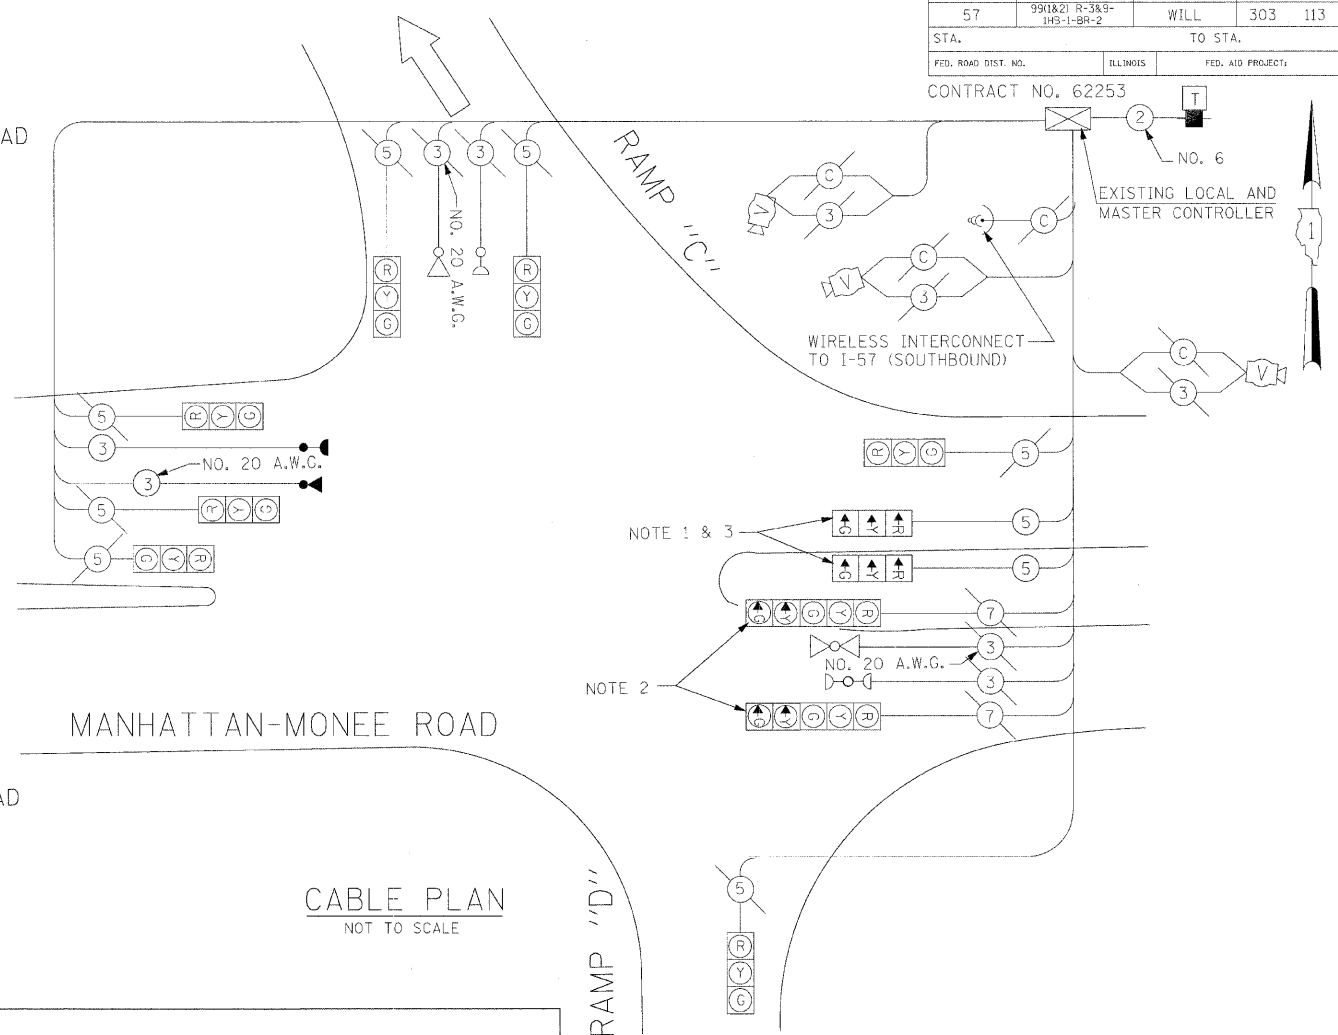 57 99(1&2) R-3&9-1HB-1-BR-2 WILL 303 113
STA. TO STA.
FED. ROAD DIST. NO. ILLINOIS FED. AID PROJECT:
CONTRACT NO. 62253
T
2
NO. 6
AD
5 3 3 5
RAMP "C"
C
V
3
EXISTING LOCAL AND
MASTER CONTROLLER
1
C
NO. 20 A.W.G.
R
Y
G
R
Y
G
C
V
3
WIRELESS INTERCONNECT
TO I-57 (SOUTHBOUND)
C
V
3
5 R Y G
3
NO. 20 A.W.G.
3
5 R Y G
5 G Y R
R Y G 5
NOTE 1 & 3
G Y R 5
G Y R 5
G Y G Y R 7
3
NO. 20 A.W.G.
NOTE 2
3
G Y G Y R 7
MANHATTAN-MONEE ROAD
AD
CABLE PLAN
NOT TO SCALE
RAMP "D"
5
R
Y
G